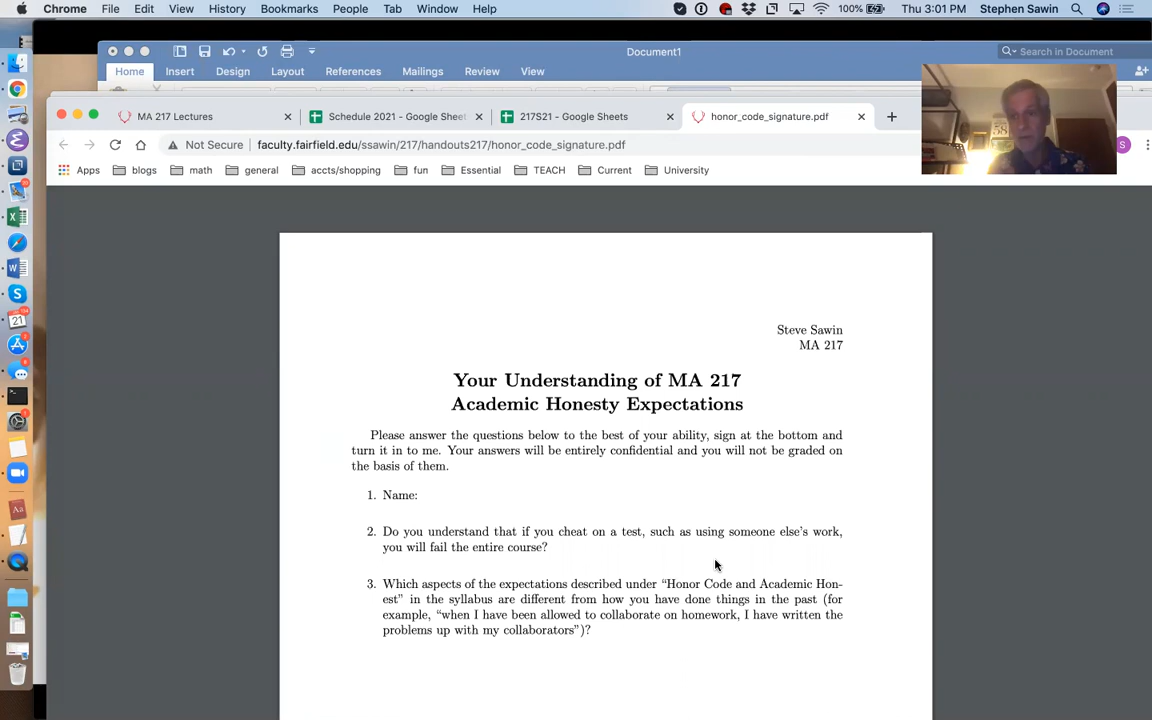 Chrome File Edit View History Bookmarks People Tab Window Help 100% Thu 3:01 PM Stephen Sawin
Document1
Search in Document
Home Insert Design Layout References Mailings Review View
MA 217 Lectures Schedule 2021 - Google Sheet 217S21 - Google Sheets honor_code_signature.pdf
Not Secure faculty.fairfield.edu/ssawin/217/handouts217/honor_code_signature.pdf
Apps blogs math general accts/shopping fun Essential TEACH Current University
Steve Sawin
MA 217
Your Understanding of MA 217
Academic Honesty Expectations
Please answer the questions below to the best of your ability, sign at the bottom and
turn it in to me. Your answers will be entirely confidential and you will not be graded on
the basis of them.
1. Name:
2. Do you understand that if you cheat on a test, such as using someone else's work,
you will fail the entire course?
3. Which aspects of the expectations described under "Honor Code and Academic Hon-
est" in the syllabus are different from how you have done things in the past (for
example, "when I have been allowed to collaborate on homework, I have written the
problems up with my collaborators")?